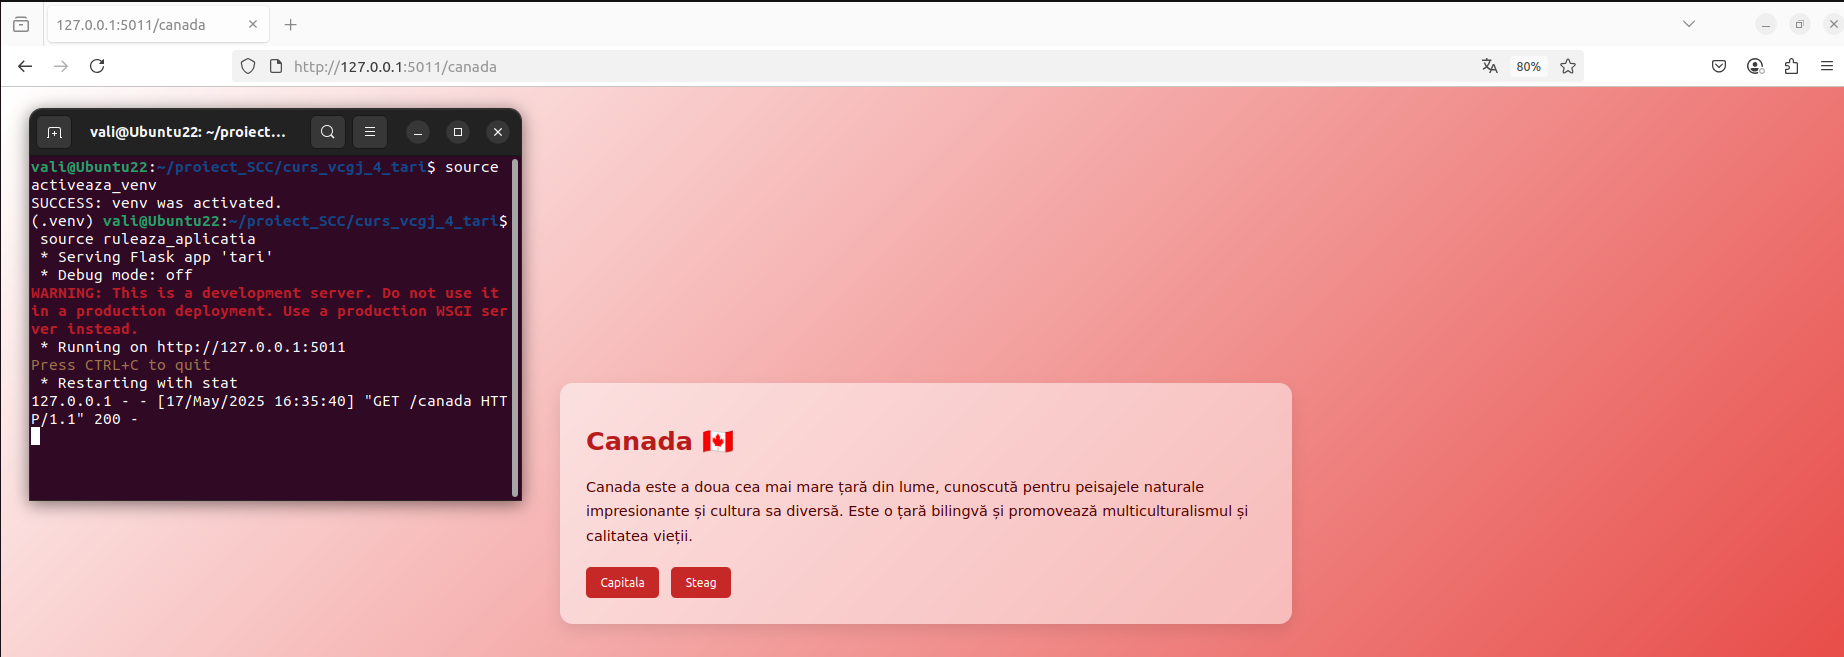 127.0.0.1:5011/canada
http://127.0.0.1:5011/canada
80%
vali@Ubuntu22: ~/proiect...
vali@Ubuntu22:~/proiect_SCC/curs_vcgj_4_tari$ source
activeaza_venv
SUCCESS: venv was activated.
(.venv) vali@Ubuntu22:~/proiect_SCC/curs_vcgj_4_tari$
source ruleaza_aplicatia
* Serving Flask app 'tari'
* Debug mode: off
WARNING: This is a development server. Do not use it
in a production deployment. Use a production WSGI ser
ver instead.
* Running on http://127.0.0.1:5011
Press CTRL+C to quit
* Restarting with stat
127.0.0.1 - - [17/May/2025 16:35:40] "GET /canada HTT
P/1.1" 200 -
Canada 🇨🇦
Canada este a doua cea mai mare țară din lume, cunoscută pentru peisajele naturale
impresionante și cultura sa diversă. Este o țară bilingvă și promovează multiculturalismul și
calitatea vieții.
Capitala Steag